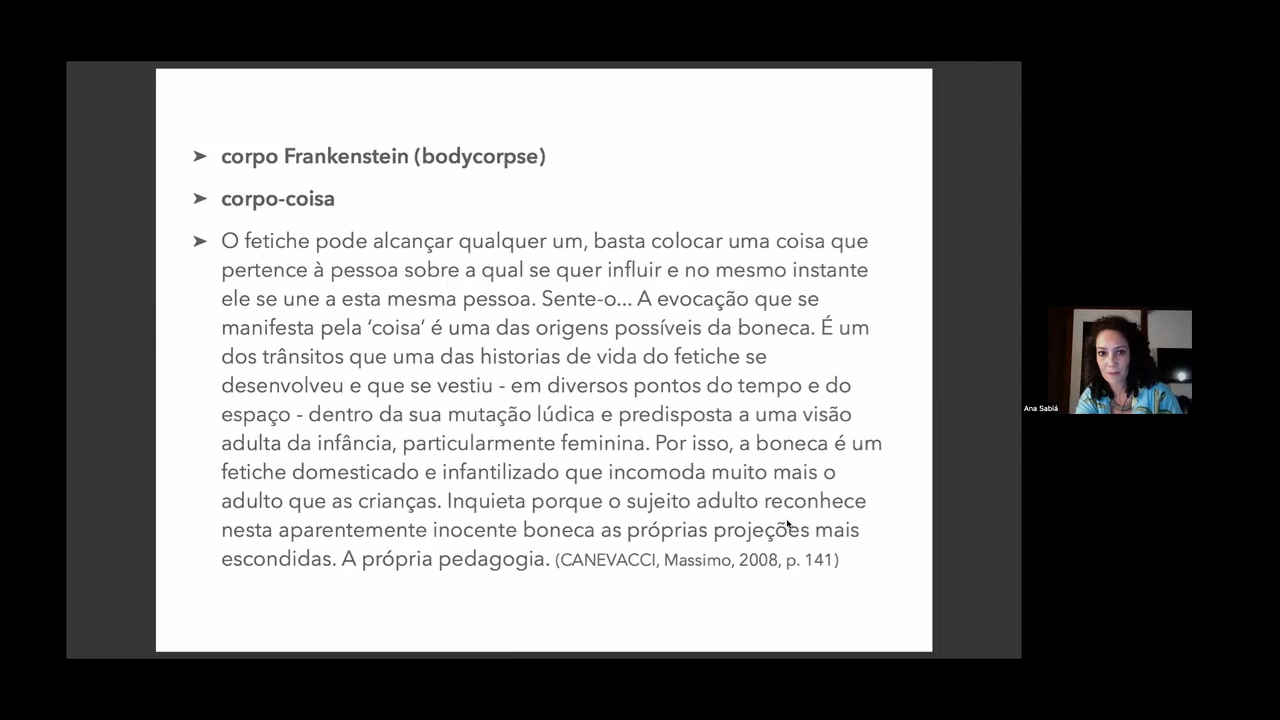 ➤ corpo Frankenstein (bodycorpse)
➤ corpo-coisa
➤ O fetiche pode alcançar qualquer um, basta colocar uma coisa que
pertence à pessoa sobre a qual se quer influir e no mesmo instante
ele se une a esta mesma pessoa. Sente-o... A evocação que se
manifesta pela ‘coisa’ é uma das origens possíveis da boneca. É um
dos trânsitos que uma das historias de vida do fetiche se
desenvolveu e que se vestiu - em diversos pontos do tempo e do
espaço - dentro da sua mutação lúdica e predisposta a uma visão
adulta da infância, particularmente feminina. Por isso, a boneca é um
fetiche domesticado e infantilizado que incomoda muito mais o
adulto que as crianças. Inquieta porque o sujeito adulto reconhece
nesta aparentemente inocente boneca as próprias projeções mais
escondidas. A própria pedagogia. (CANEVACCI, Massimo, 2008, p. 141)
Ana Sabiá